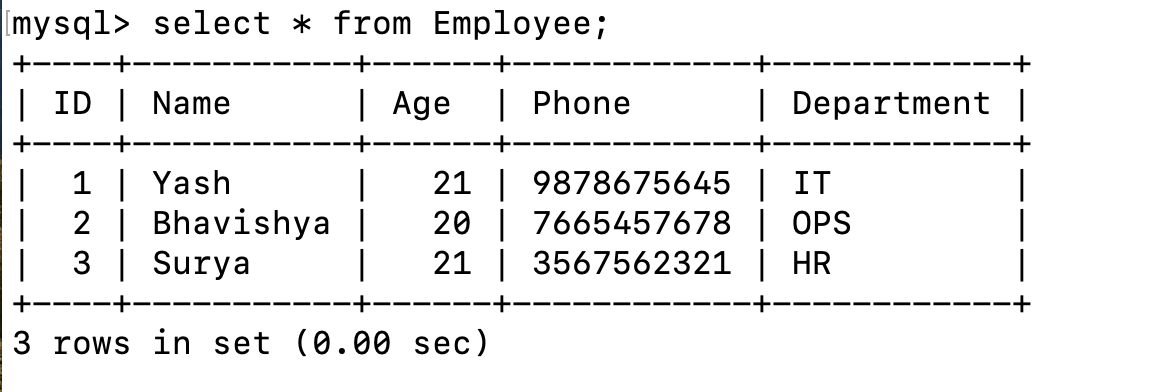 mysql> select * from Employee;
+----+-----------+------+------------+------------+
| ID | Name      | Age  | Phone      | Department |
+----+-----------+------+------------+------------+
|  1 | Yash      |   21 | 9878675645 | IT         |
|  2 | Bhavishya |   20 | 7665457678 | OPS        |
|  3 | Surya     |   21 | 3567562321 | HR         |
+----+-----------+------+------------+------------+
3 rows in set (0.00 sec)